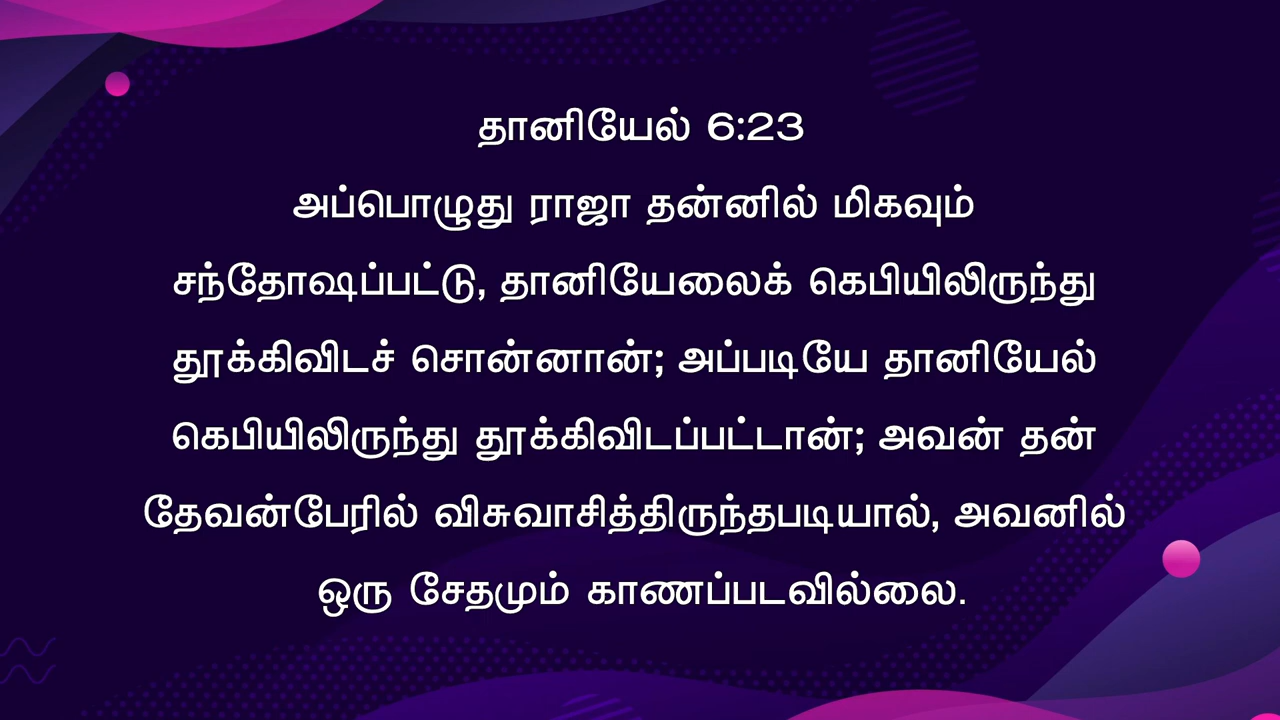 தானியேல் 6:23
அப்பொழுது ராஜா தன்னில் மிகவும்
சந்தோஷப்பட்டு, தானியேலைக் கெபியிலிருந்து
தூக்கிவிடச் சொன்னான்; அப்படியே தானியேல்
கெபியிலிருந்து தூக்கிவிடப்பட்டான்; அவன் தன்
தேவன்பேரில் விசுவாசித்திருந்தபடியால், அவனில்
ஒரு சேதமும் காணப்படவில்லை.